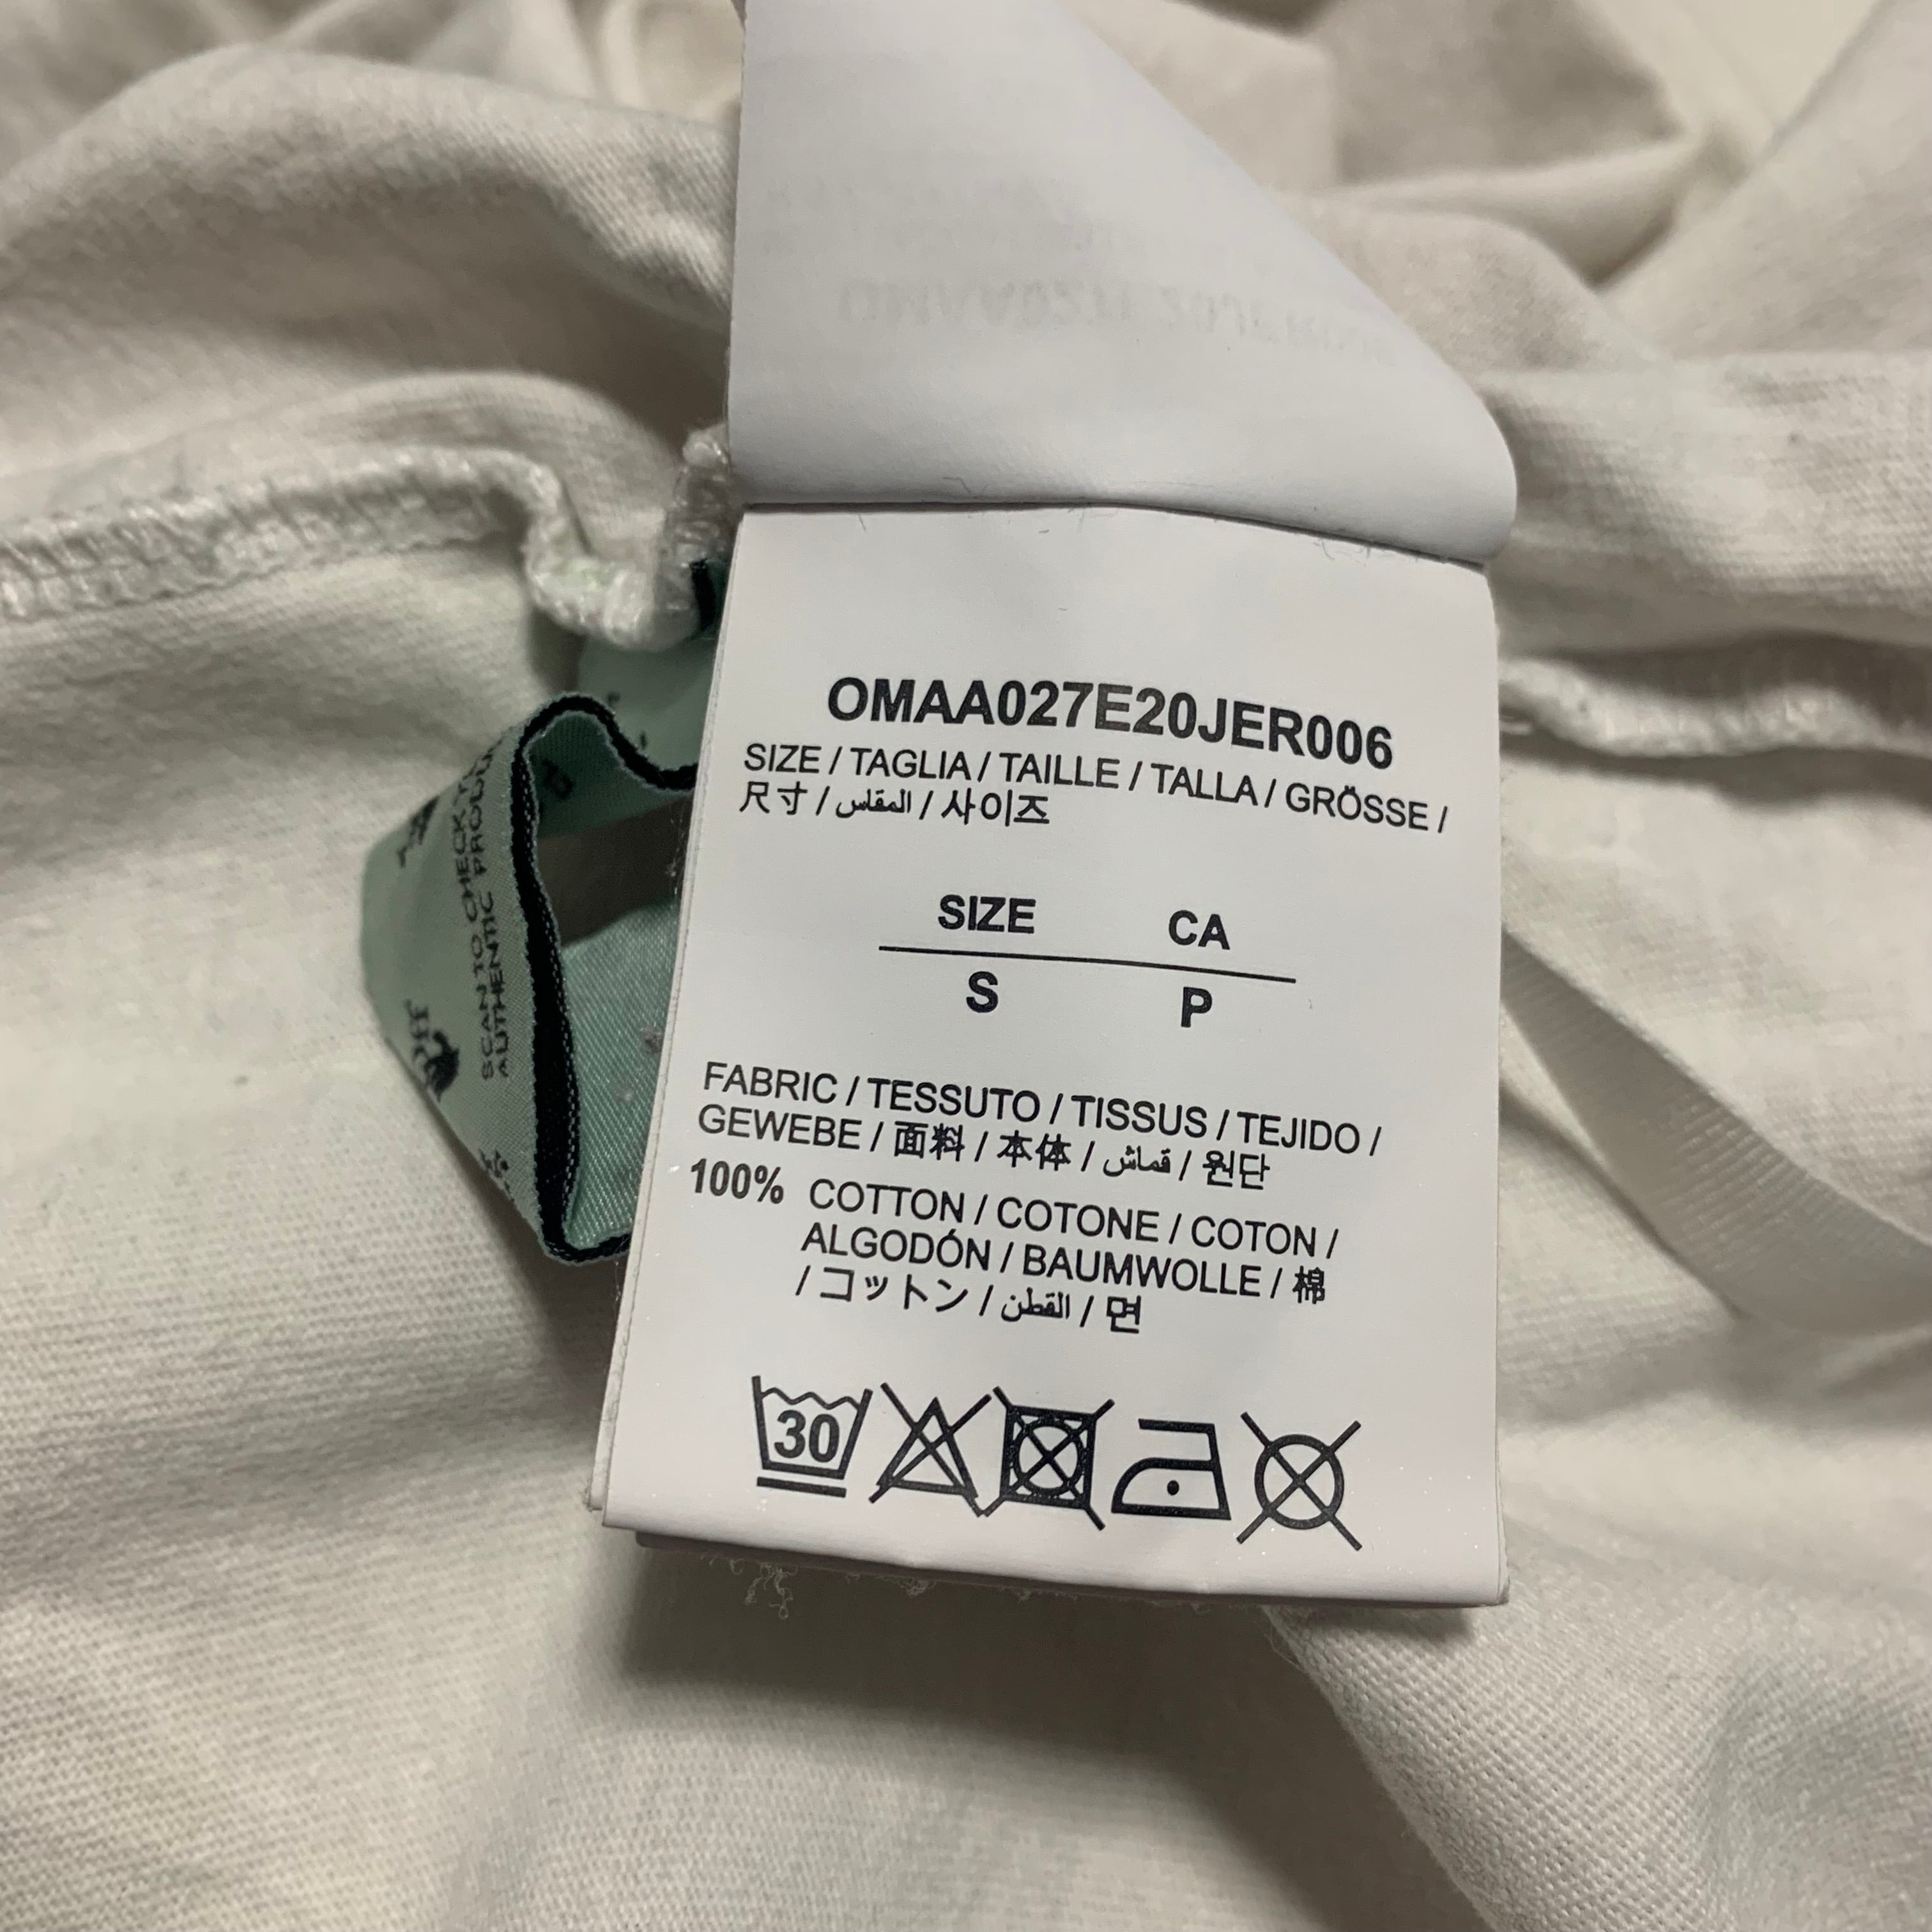 OMAA027E20JER006
SIZE / TAGLIA / TAILLE / TALLA / GRÖSSE /
尺寸 / المقاس / 사이즈
SIZE CA
S P
FABRIC / TESSUTO / TISSUS / TEJIDO /
GEWEBE / 面料 / 本体 / قماش / 원단
100% COTTON / COTONE / COTON /
ALGODÓN / BAUMWOLLE / 棉
/ コットン / القطن / 면
30
SCAN TO CHECK
AUTHENTIC